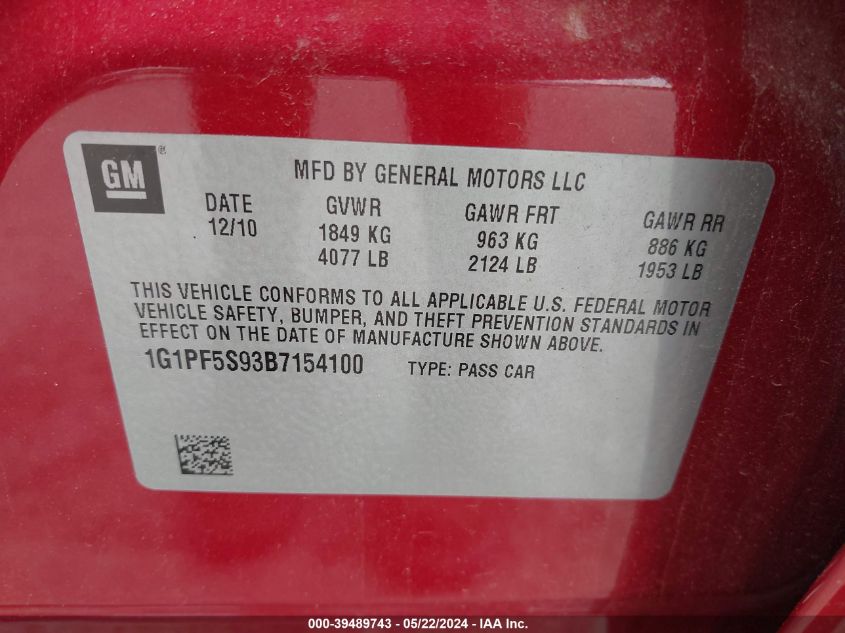 GM ®
MFD BY GENERAL MOTORS LLC
DATE GVWR GAWR FRT GAWR RR
12/10 1849 KG 963 KG 886 KG
4077 LB 2124 LB 1953 LB
THIS VEHICLE CONFORMS TO ALL APPLICABLE U.S. FEDERAL MOTOR
VEHICLE SAFETY, BUMPER, AND THEFT PREVENTION STANDARDS IN
EFFECT ON THE DATE OF MANUFACTURE SHOWN ABOVE.
1G1PF5S93B7154100 TYPE: PASS CAR
000-39489743 - 05/22/2024 - IAA Inc.